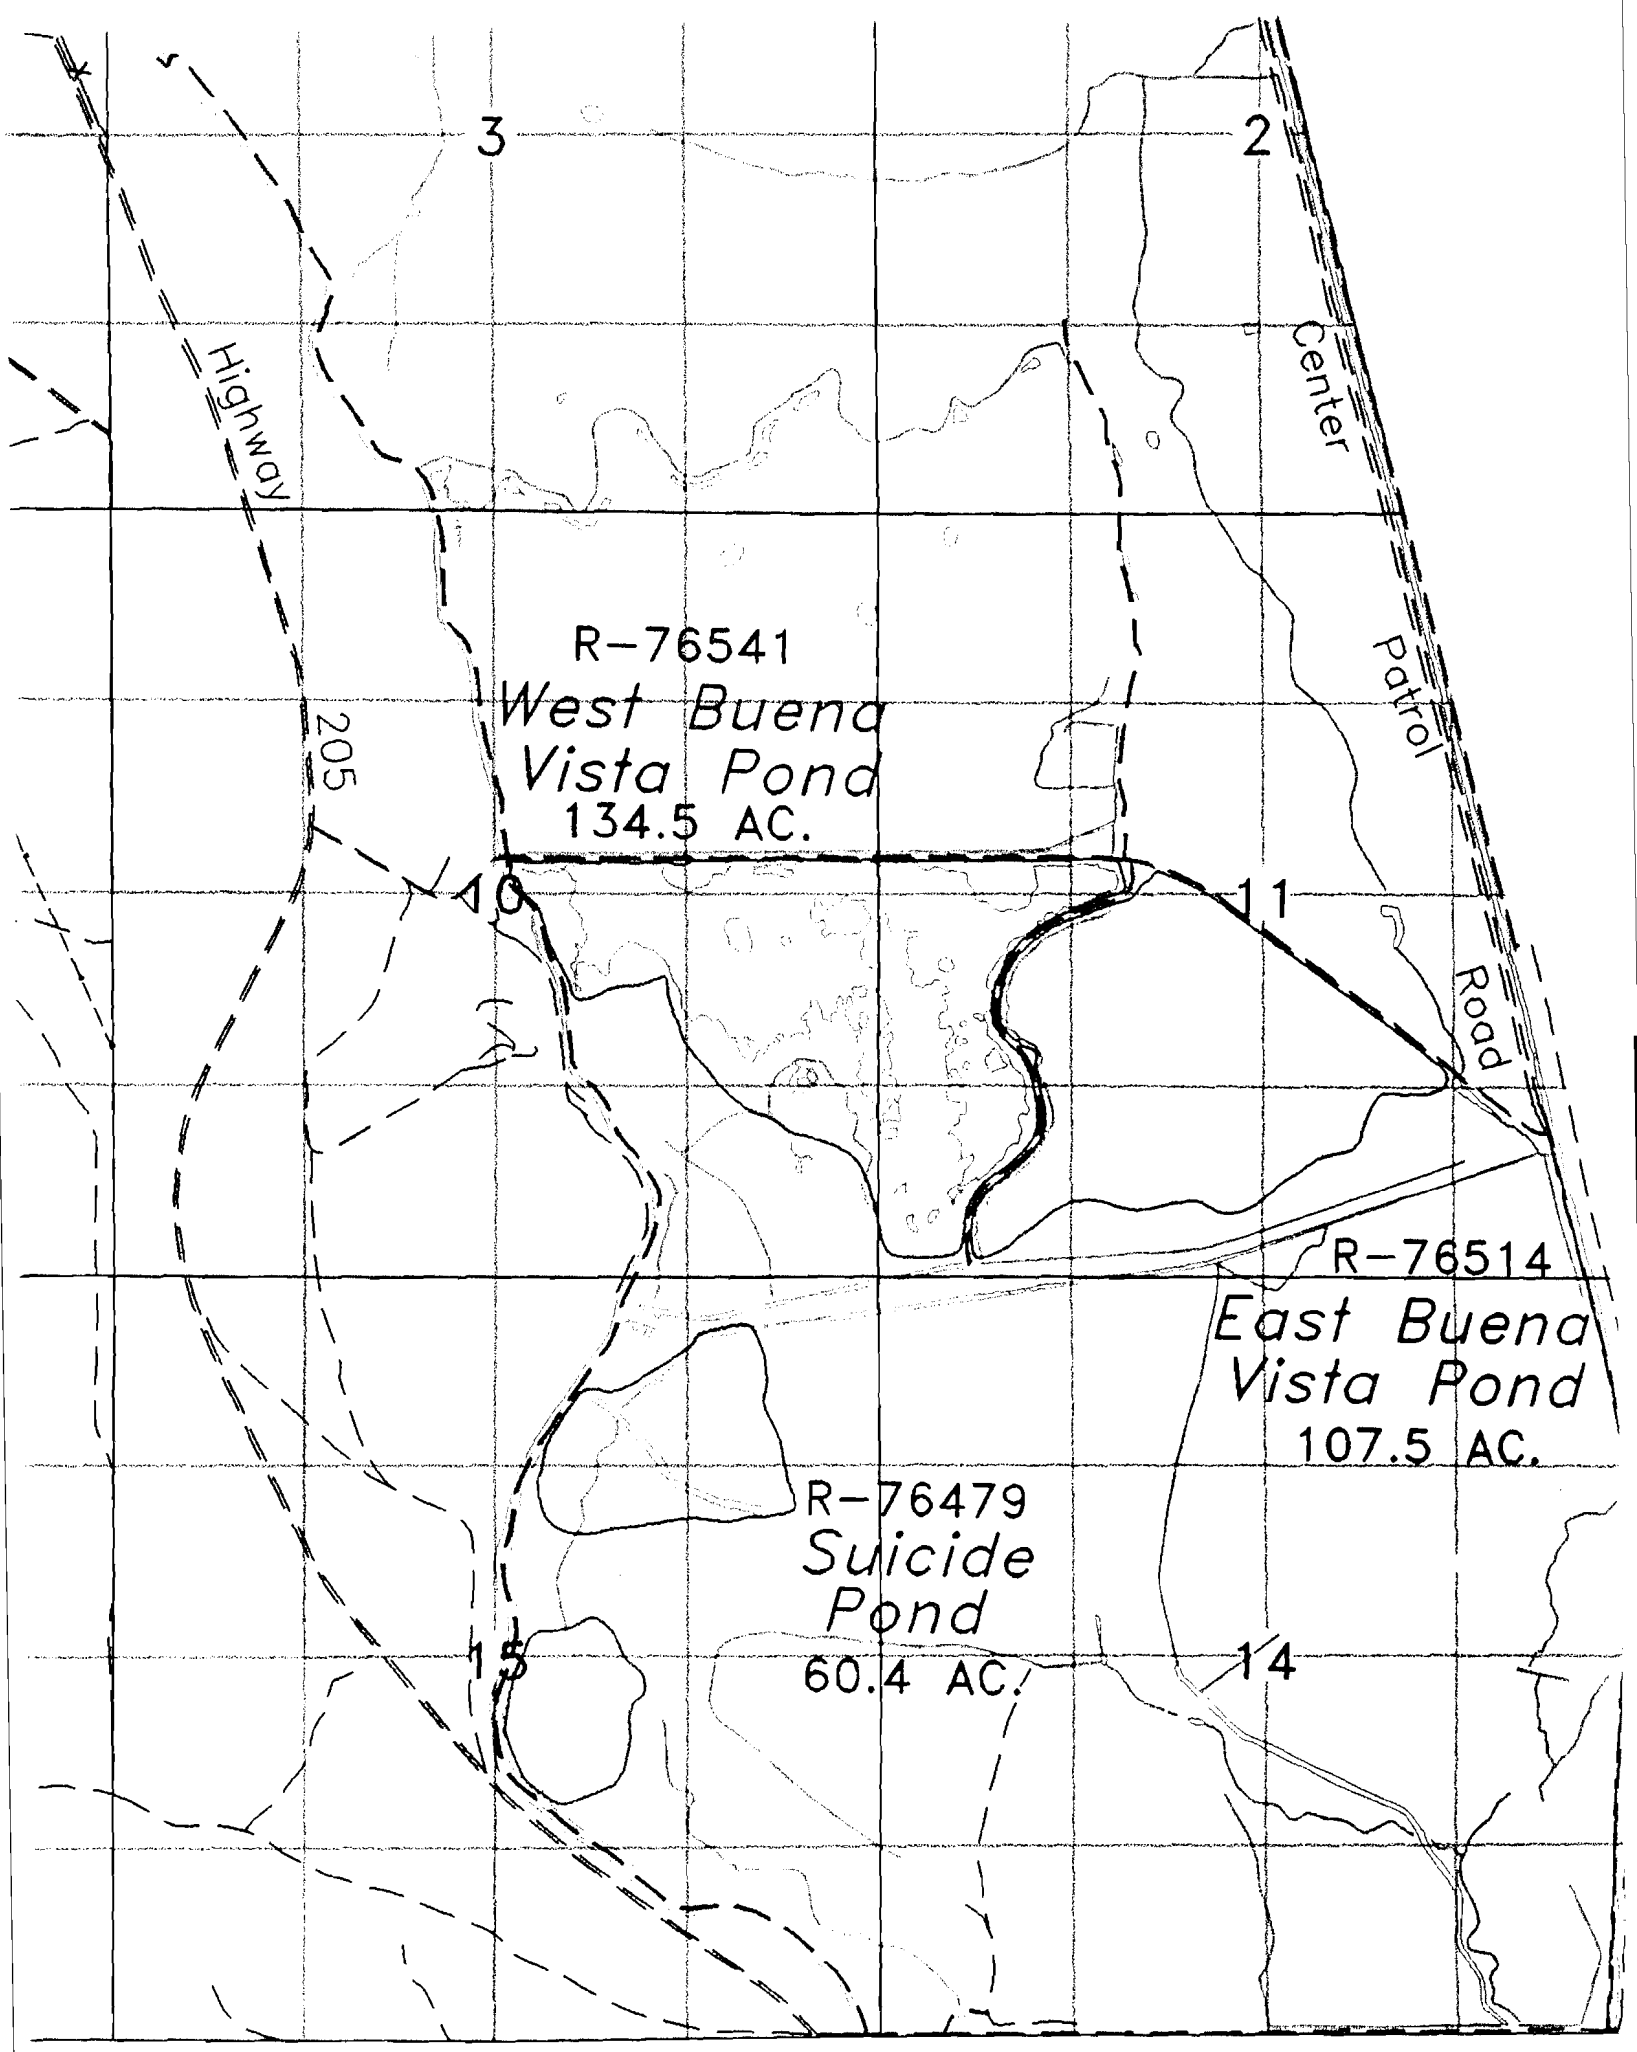 3
2
Highway
Center
R-76541
West Buena
Vista Pond
134.5 AC.
205
Patrol
10
11
Road
R-76514
East Buena
Vista Pond
107.5 AC.
R-76479
Suicide
Pond
60.4 AC.
15
14